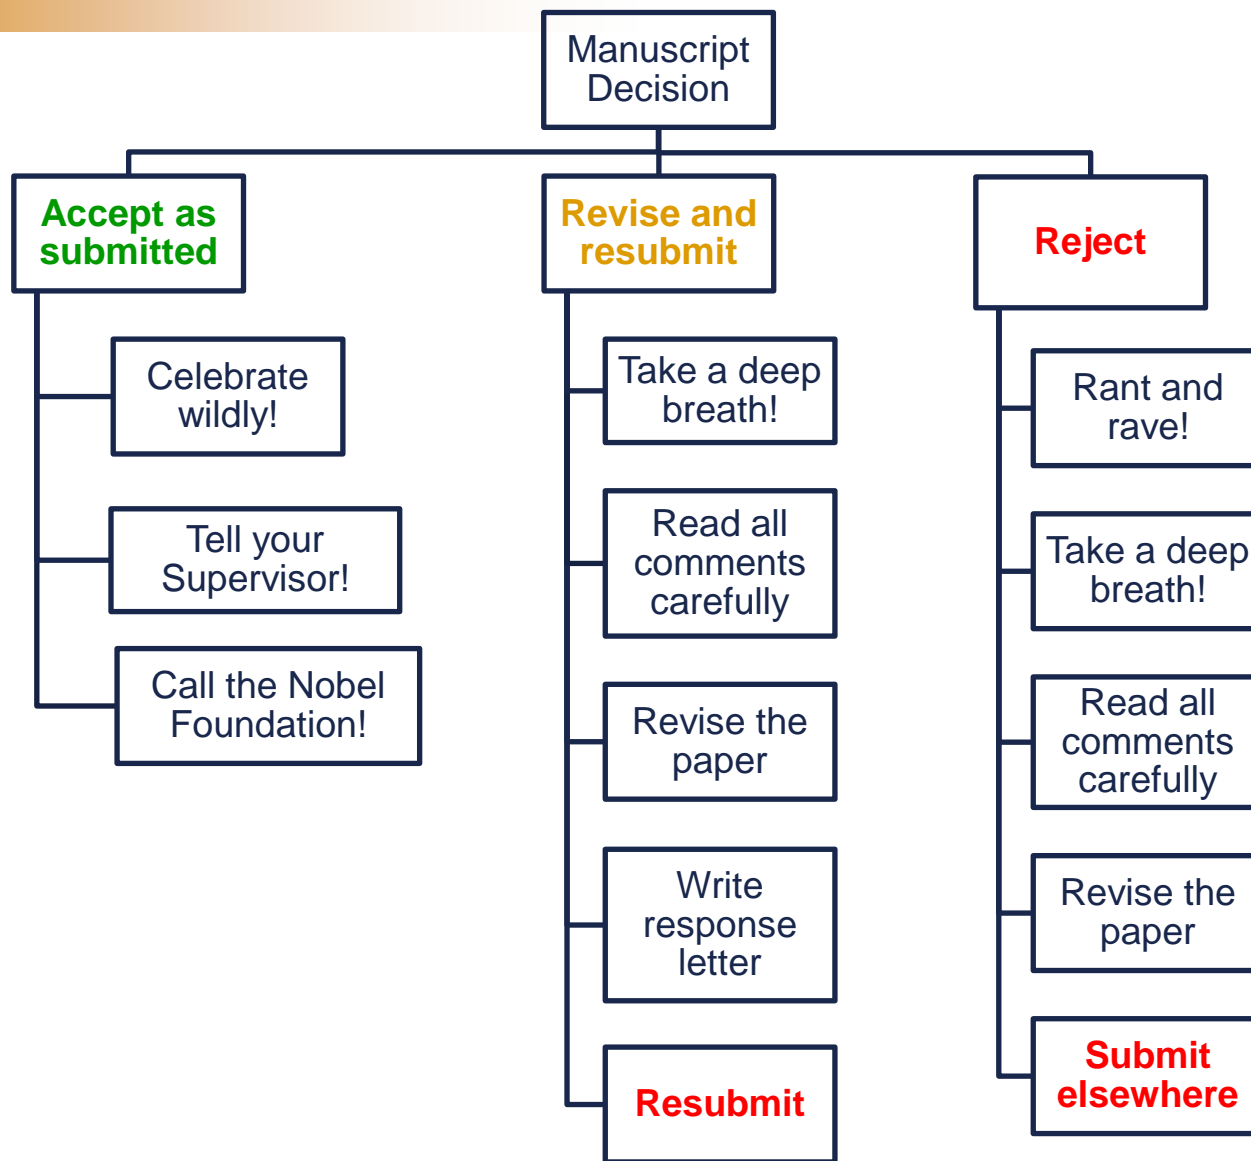 Manuscript
Decision
Accept as
submitted
Celebrate
wildly!
Tell your
Supervisor!
Call the Nobel
Foundation!
Revise and
resubmit
Take a deep
breath!
Read all
comments
carefully
Revise the
paper
Write
response
letter
Resubmit
Reject
Rant and
rave!
Take a deep
breath!
Read all
comments
carefully
Revise the
paper
Submit
elsewhere